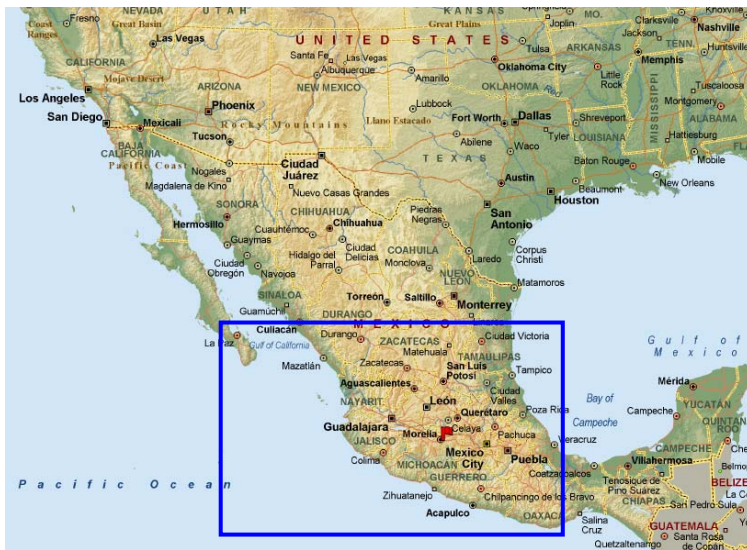 NEVADA
UTAH
KANSAS
MO.
Fresno
Great Basin
Great Plains
Joplin
Clarksville
Nashville
Coast
Ranges
Las Vegas
UNITED STATES
Tulsa
ARKANSAS
Jackson
TENN.
Huntsville
CALIFORNIA
Santa Fe
Las Vegas
Albuquerque
Amarillo
Oklahoma City
Memphis
Mojave Desert
ARIZONA
NEW MEXICO
OKLAHOMA
Little
Rock
Tuscaloosa
Los Angeles
Phoenix
Lubbock
Red
MISSISSIPPI
Montgomery
San Diego
Mexicali
Rocky Mountains
Llano Estacado
Fort Worth
Dallas
Shreveport
ALABAMA
Tucson
Abilene
Tyler
LOUISIANA
Hattiesburg
BAJA
CALIFORNIA
Waco
Pacific Coast
Ciudad
Juárez
TEXAS
Baton Rouge
Mobile
Nogales
Magdalena de Kino
Nuevo Casas Grandes
Austin
Beaumont
New Orleans
SONORA
CHIHUAHUA
Houston
Hermosillo
Cuauhtémoc
Chihuahua
Piedras
Negras
San
Antonio
Guaymas
Ciudad
Delicias
COAHUILA
Corpus
Christi
Ciudad
Obregón
Navojoa
Hidalgo del
Parral
Monclova
Laredo
NUEVO
LEÓN
Matamoros
SINALOA
Torreón
Saltillo
Monterrey
Guamúchil
DURANGO
Culiacán
MEXICO
La Paz
Gulf of California
Durango
ZACATECAS
Matehuala
Ciudad Victoria
Gulf of
Mexico
Mazatlán
Zacatecas
TAMAULIPAS
San Luis
Potosí
Tampico
Mérida
Aguascalientes
Ciudad
Valles
Bay of
Campeche
YUCATÁN
NAYARIT
León
Querétaro
Poza Rica
Campeche
QUINTANA
ROO
Guadalajara
Celaya
Morelia
Pachuca
JALISCO
Mexico
City
Veracruz
CAMPECHE
Colima
MICHOACÁN
Puebla
Coatzacoalcos
Villahermosa
Pacific Ocean
GUERRERO
Tenosique de
Pino Suárez
BELIZE
Zihuatanejo
Chilpancingo de los Bravo
CHIAPAS
San Pedro Sula
Acapulco
OAXACA
Salina
Cruz
GUATEMALA
Santa Rosa
de Copán
Quetzaltenango